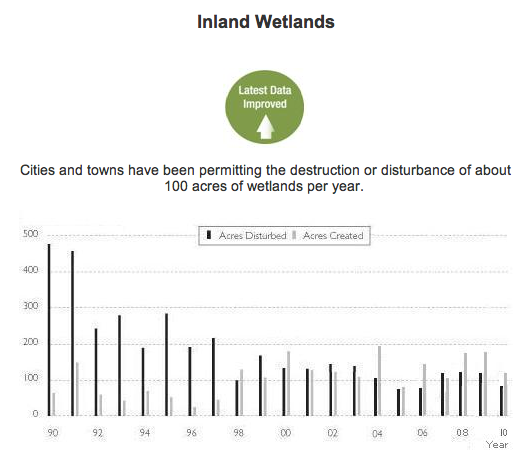 Inland Wetlands
Latest Data
Improved
Cities and towns have been permitting the destruction or disturbance of about
100 acres of wetlands per year.
Acres Disturbed Acres Created
500
400
300
200
100
0
90 92 94 96 98 00 02 04 06 08 10
Year